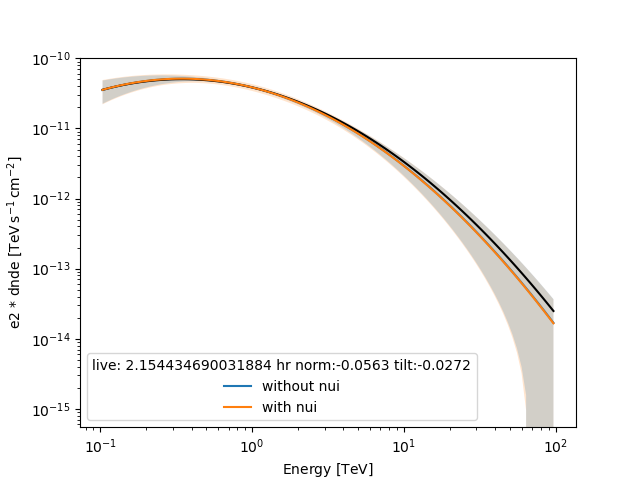 10⁻¹⁰
10⁻¹¹
10⁻¹²
10⁻¹³
10⁻¹⁴
10⁻¹⁵
e2 * dnde [TeV s⁻¹ cm⁻²]
live: 2.154434690031884 hr norm:-0.0563 tilt:-0.0272
without nui
with nui
10⁻¹ 10⁰ 10¹ 10²
Energy [TeV]